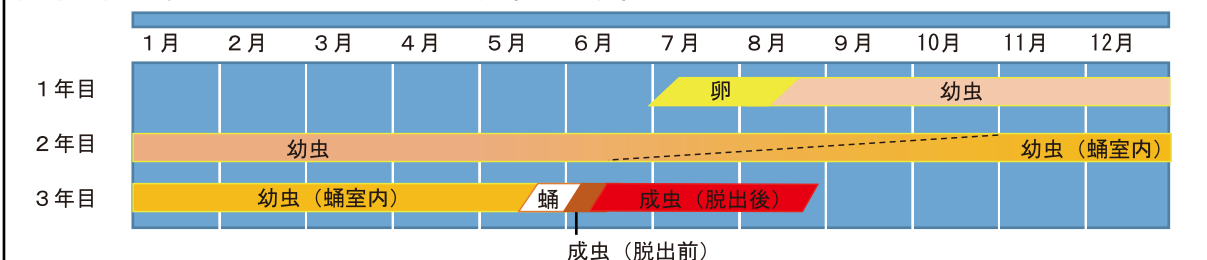 1月 2月 3月 4月 5月 6月 7月 8月 9月 10月 11月 12月
1年目 卵 幼虫
2年目 幼虫 幼虫（蛹室内）
3年目 幼虫（蛹室内） 蛹 成虫（脱出後）
成虫（脱出前）